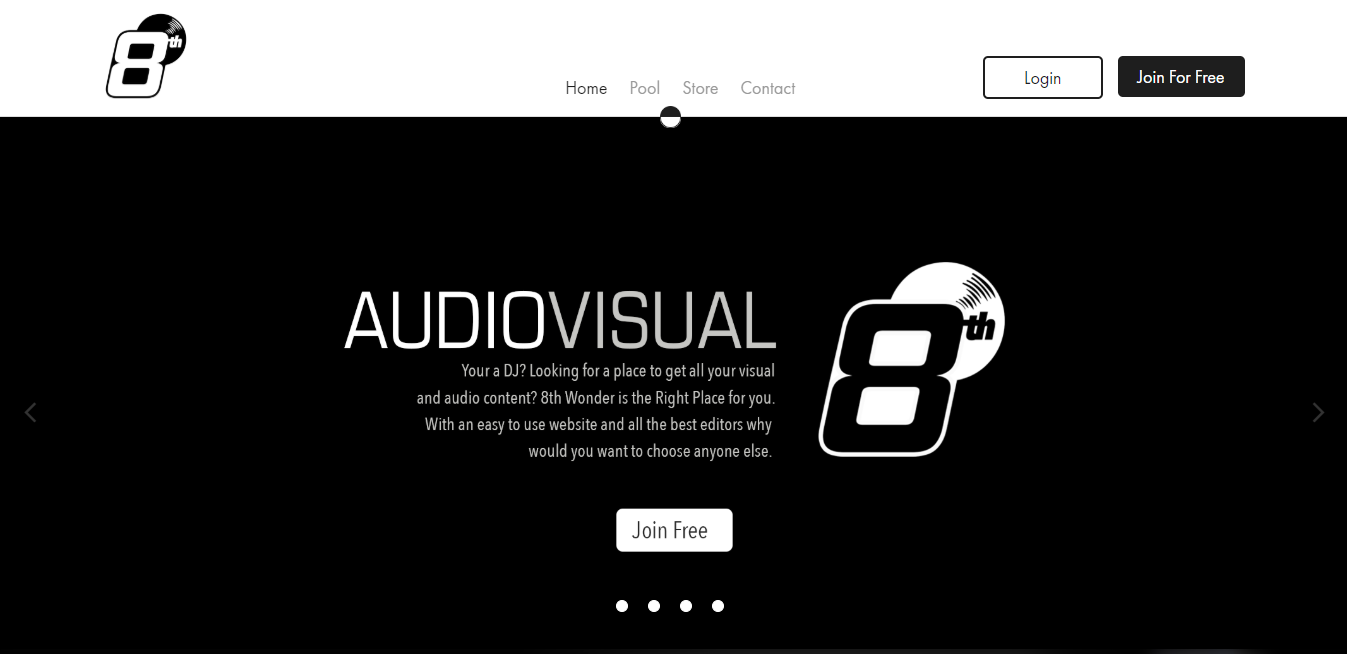 8th
Home Pool Store Contact
Login
Join For Free
AUDIOVISUAL
Your a DJ? Looking for a place to get all your visual
and audio content? 8th Wonder is the Right Place for you.
With an easy to use website and all the best editors why
would you want to choose anyone else.
8th
Join Free